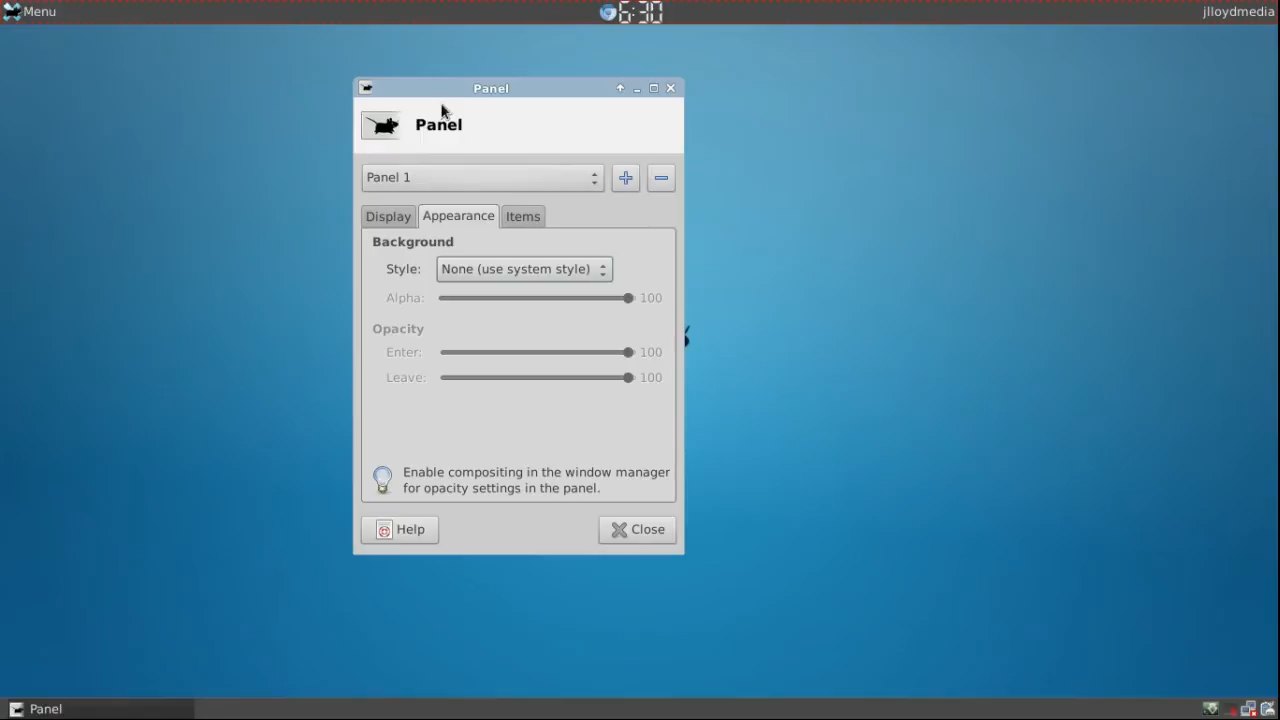 Menu
6:30
jlloydmedia
Panel
Panel
Panel 1
Display Appearance Items
Background
Style: None (use system style)
Alpha: 100
Opacity
Enter: 100
Leave: 100
Enable compositing in the window manager
for opacity settings in the panel.
Help Close
Panel